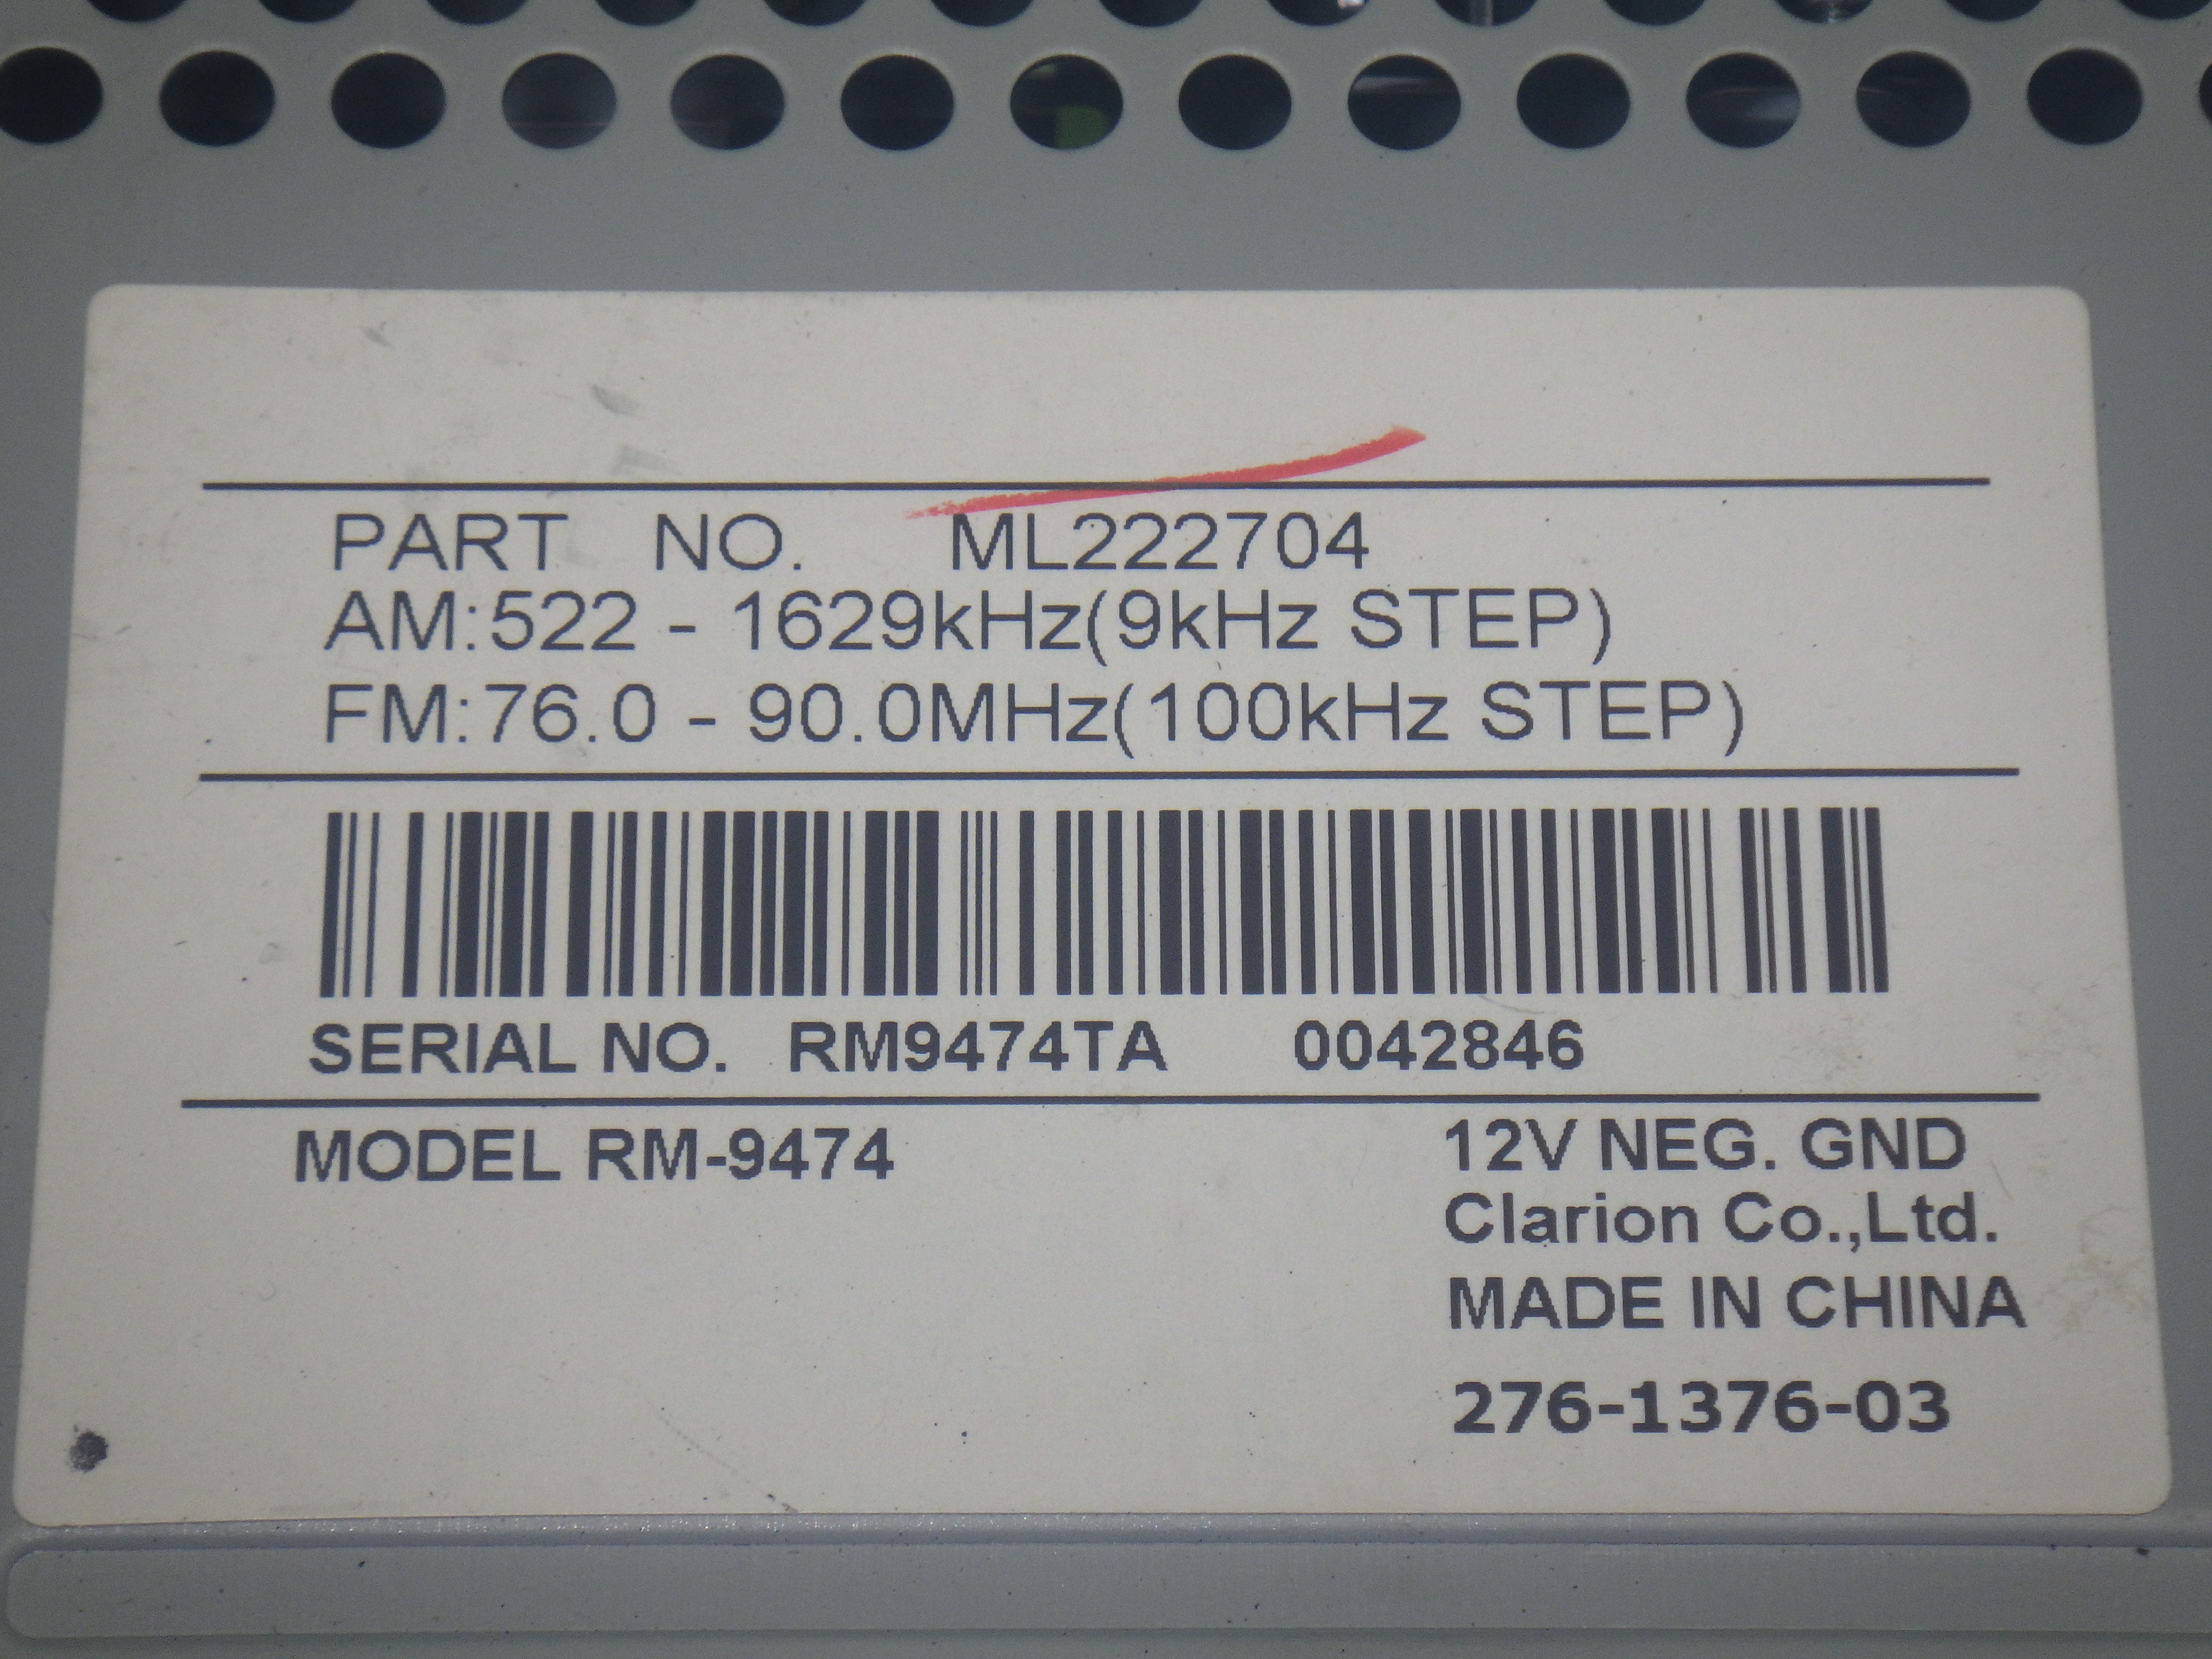 PART NO. ML222704
AM:522 - 1629kHz(9kHz STEP)
FM:76.0 - 90.0MHz(100kHz STEP)
SERIAL NO. RM9474TA 0042846
MODEL RM-9474
12V NEG. GND
Clarion Co.,Ltd.
MADE IN CHINA
276-1376-03